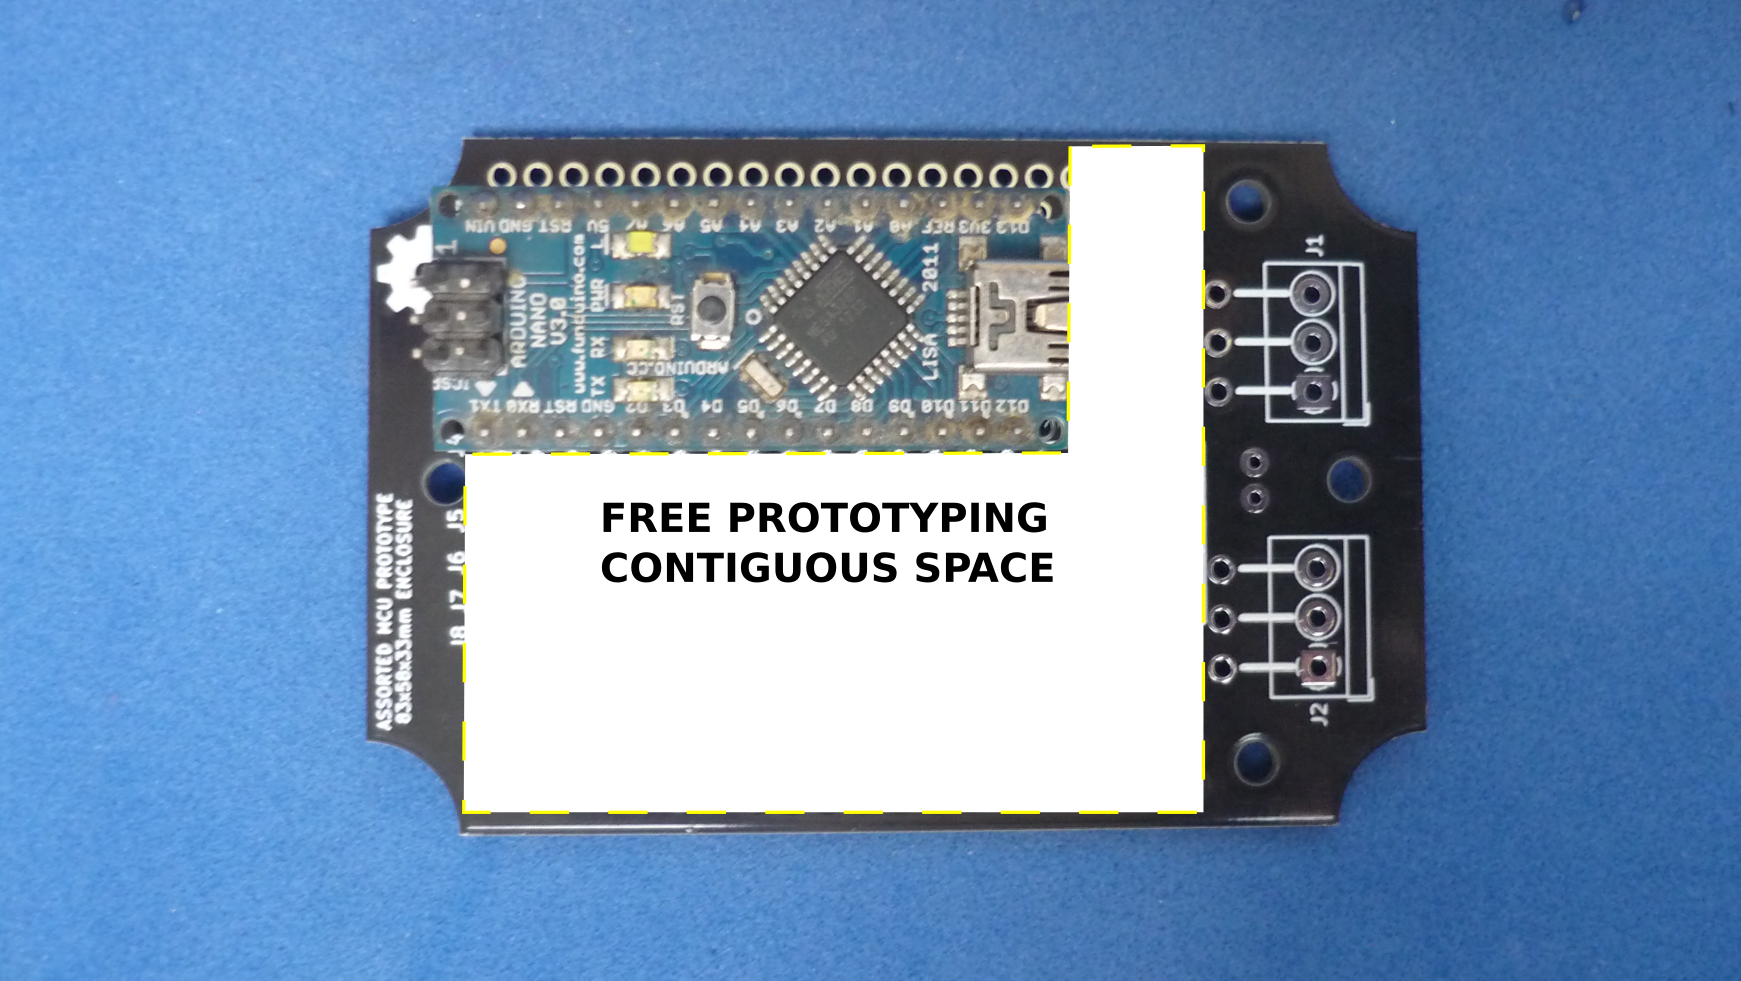 VIN GND RST 5V A7 A6 A5 A4 A3 A2 A1 A0 REF 3V3 D13
1
ARDUINO
NANO
V3.0
www.funduino.com
L
PWR
RX
TX
RST
ARDUINO.CC
2011
LISA
ICSP
TX1 RX0 RST GND D2 D3 D4 D5 D6 D7 D8 D9 D10 D11 D12
J1
FREE PROTOTYPING
CONTIGUOUS SPACE
J5
J6
J7
J8
ASSORTED MCU PROTOTYPE
83x58x33mm ENCLOSURE
J2